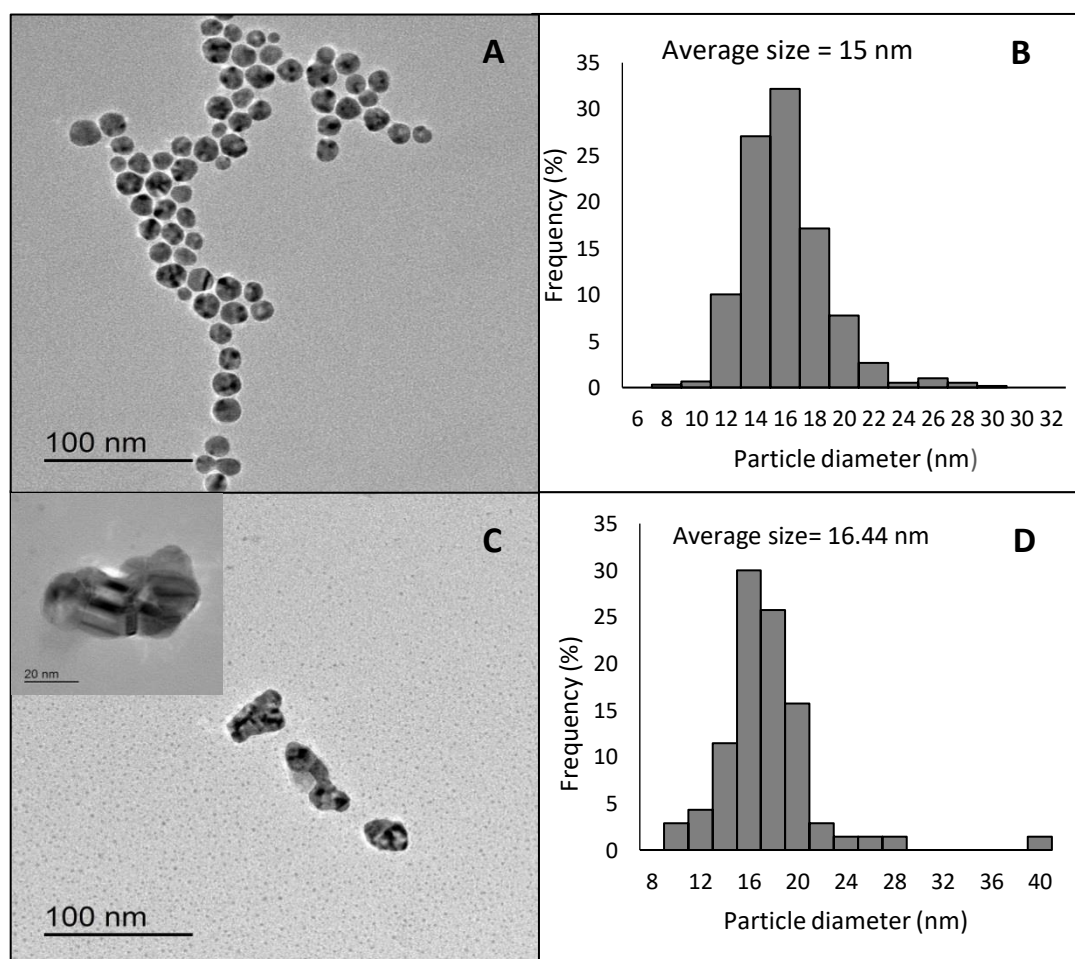 A
100 nm
Average size = 15 nm
B
Frequency (%)
35
30
25
20
15
10
5
0
6 8 10 12 14 16 18 20 22 24 26 28 30 30 32
Particle diameter (nm)
C
20 nm
100 nm
Average size= 16.44 nm
D
Frequency (%)
35
30
25
20
15
10
5
0
8 12 16 20 24 28 32 36 40
Particle diameter (nm)